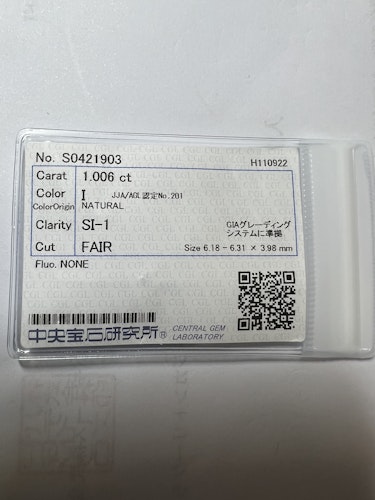 No. S0421903
H110922
Carat 1.006 ct
Color I JJA/AGL認定No.201
ColorOrigin NATURAL
Clarity SI-1 GIAグレーディング
システムに準拠
Cut FAIR Size 6.18 - 6.31 × 3.98 mm
Fluo. NONE
中央宝石研究所® CENTRAL GEM
LABORATORY